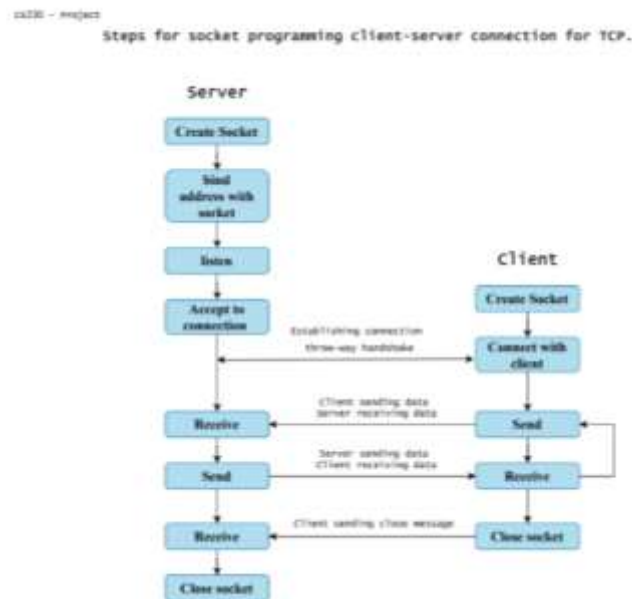 cs330 - Project
Steps for socket programming client-server connection for TCP.
Server
Create Socket
bind
address with
socket
listen
Accept to
connection
Client
Create Socket
Establishing connection
three-way handshake
Connect with
client
Client sending data
Server receiving data
Receive
Send
Server sending data
Client receiving data
Send
Receive
Client sending close message
Receive
Close socket
Close socket